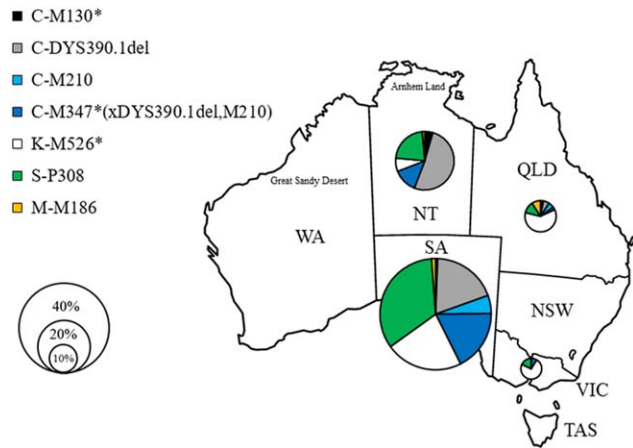 C-M130*
C-DYS390.1del
C-M210
C-M347*(xDYS390.1del,M210)
K-M526*
S-P308
M-M186
40%
20%
10%
Arnhem Land
Great Sandy Desert
WA
NT
QLD
SA
NSW
VIC
TAS